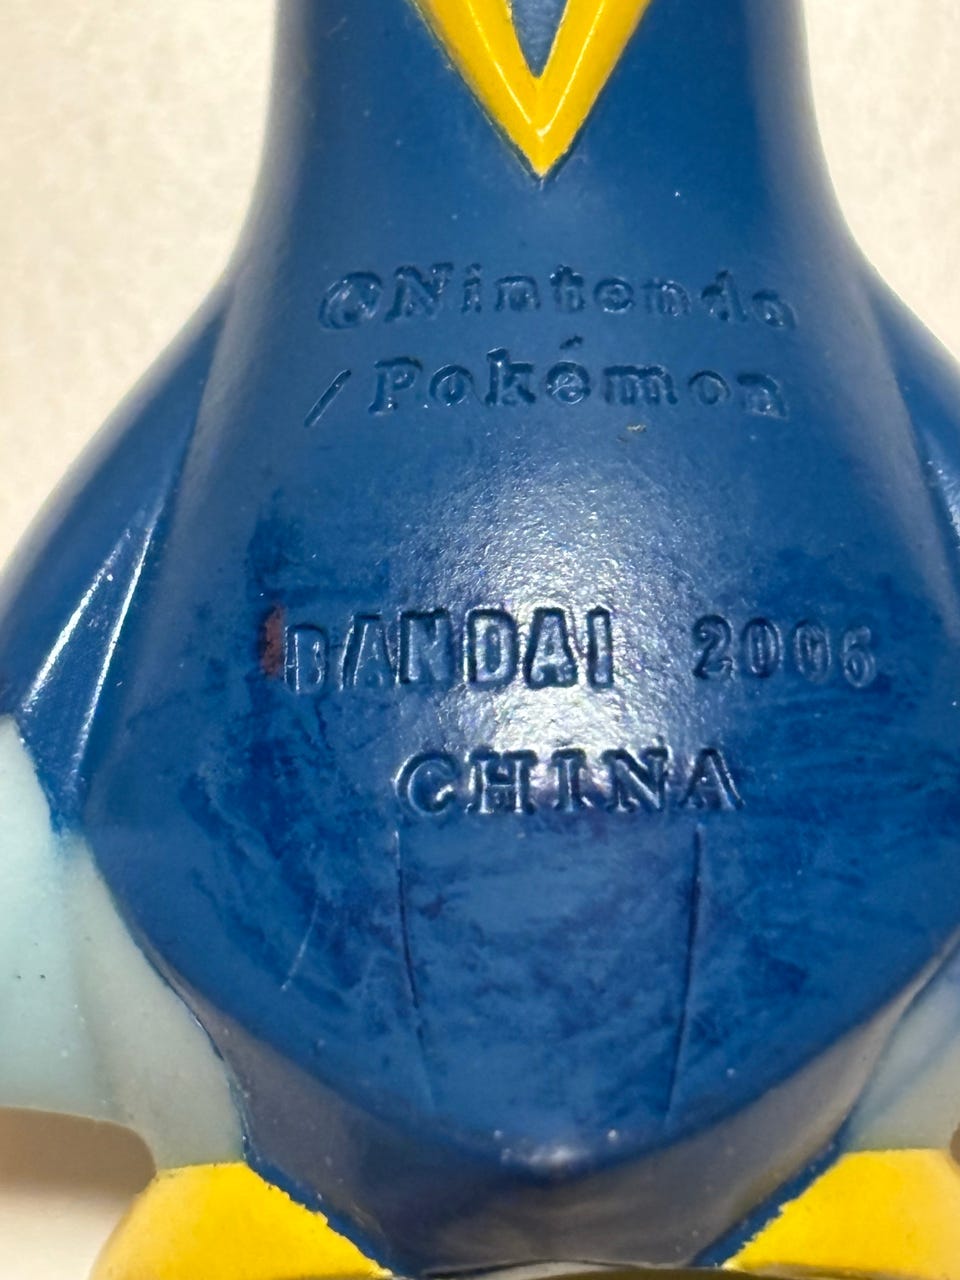 ©Nintendo
/Pokémon
BANDAI 2006
CHINA